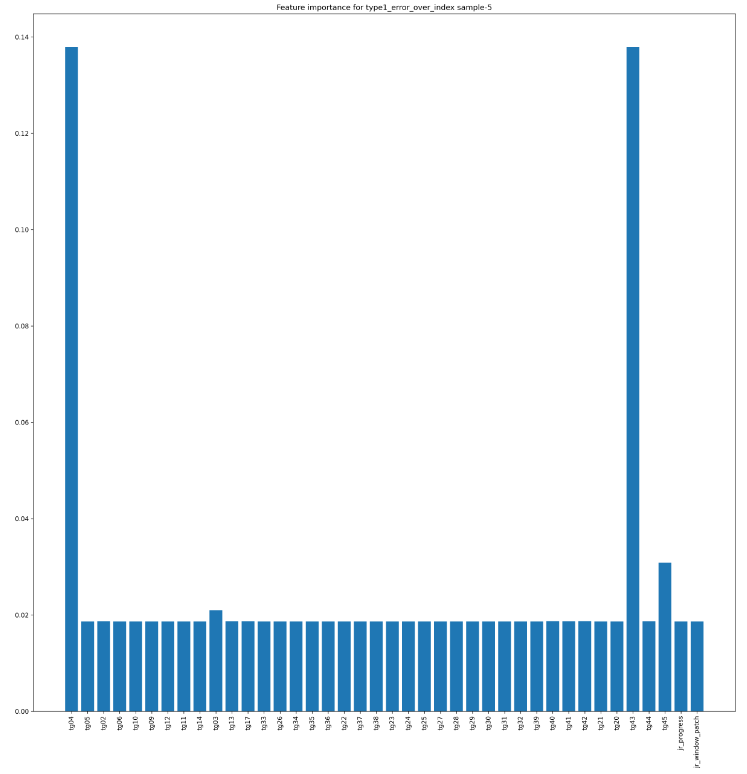 Feature importance for type1_error_over_index sample-5
0.14
0.12
0.10
0.08
0.06
0.04
0.02
0.00
tg04
tg05
tg02
tg06
tg10
tg09
tg12
tg11
tg14
tg03
tg13
tg17
tg33
tg26
tg34
tg35
tg36
tg22
tg37
tg38
tg23
tg24
tg25
tg27
tg28
tg29
tg30
tg31
tg32
tg39
tg40
tg41
tg42
tg21
tg20
tg43
tg44
tg45
jr_progress
jr_window_patch